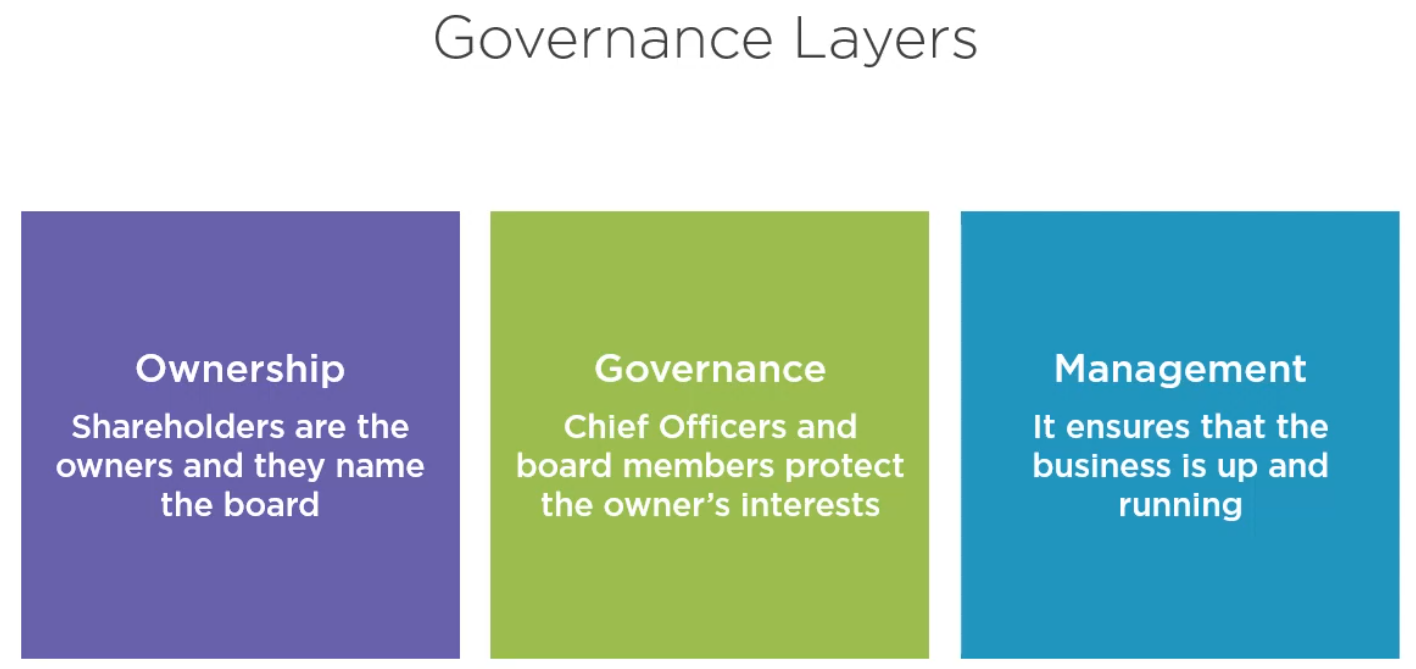 Governance Layers
Ownership
Shareholders are the
owners and they name
the board
Governance
Chief Officers and
board members protect
the owner’s interests
Management
It ensures that the
business is up and
running